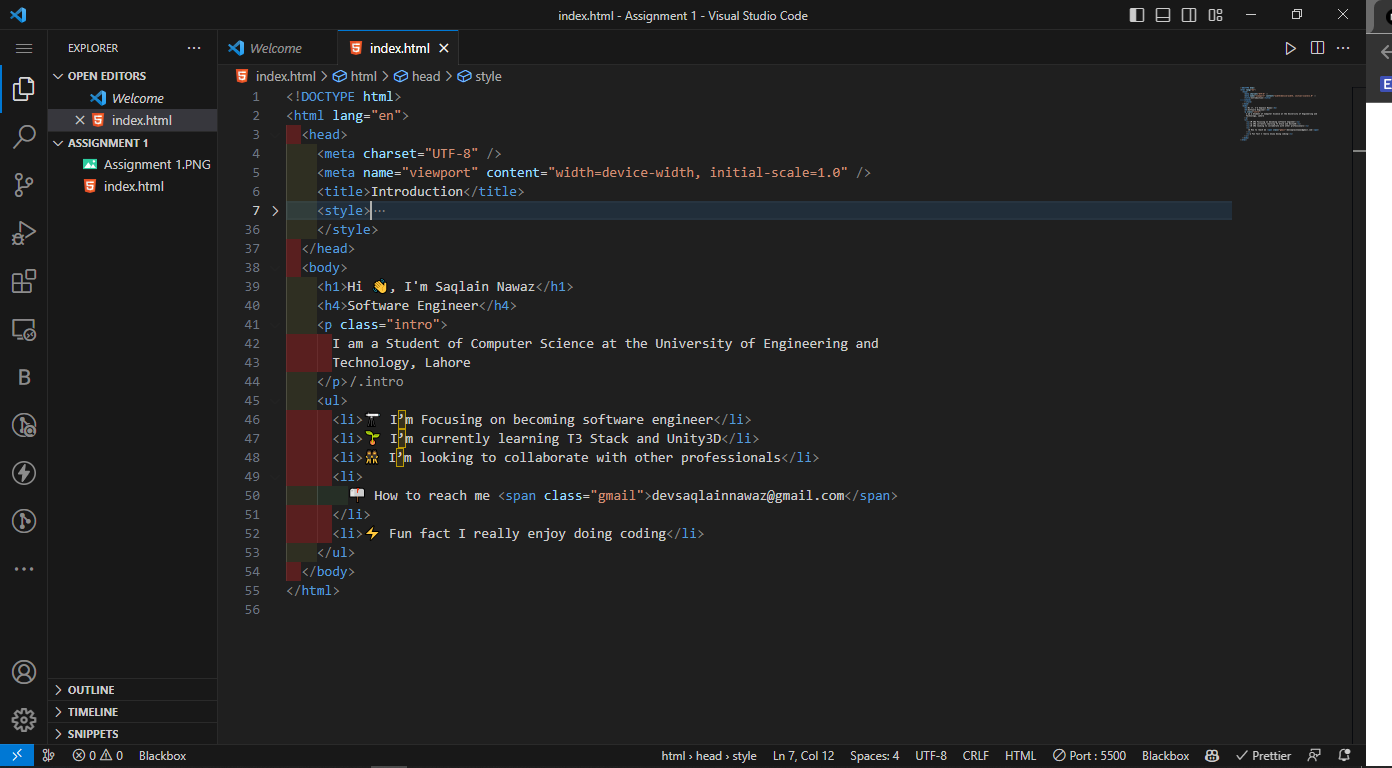 index.html - Assignment 1 - Visual Studio Code
EXPLORER
OPEN EDITORS
Welcome
index.html
ASSIGNMENT 1
Assignment 1.PNG
index.html
OUTLINE
TIMELINE
SNIPPETS
Welcome
index.html
index.html > html > head > style
1 <!DOCTYPE html>
2 <html lang="en">
3 <head>
4 <meta charset="UTF-8" />
5 <meta name="viewport" content="width=device-width, initial-scale=1.0" />
6 <title>Introduction</title>
7 <style>···
36 </style>
37 </head>
38 <body>
39 <h1>Hi 👋, I'm Saqlain Nawaz</h1>
40 <h4>Software Engineer</h4>
41 <p class="intro">
42 I am a Student of Computer Science at the University of Engineering and
43 Technology, Lahore
44 </p>/.intro
45 <ul>
46 <li> I’m Focusing on becoming software engineer</li>
47 <li>🌱 I’m currently learning T3 Stack and Unity3D</li>
48 <li> I’m looking to collaborate with other professionals</li>
49 <li>
50 📫 How to reach me <span class="gmail">devsaqlainnawaz@gmail.com</span>
51 </li>
52 <li>⚡ Fun fact I really enjoy doing coding</li>
53 </ul>
54 </body>
55 </html>
56
0 0 Blackbox
html › head › style Ln 7, Col 12 Spaces: 4 UTF-8 CRLF HTML Port : 5500 Blackbox Prettier